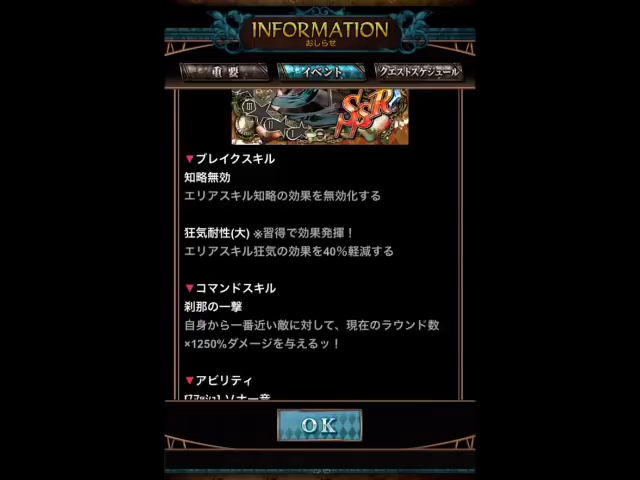 INFORMATION
おしらせ
重要
イベント
クエストスケジュール
HSR
▼ブレイクスキル
知略無効
エリアスキル知略の効果を無効化する
狂気耐性(大) ※習得で効果発揮！
エリアスキル狂気の効果を40%軽減する
▼コマンドスキル
刹那の一撃
自身から一番近い敵に対して、現在のラウンド数
×1250%ダメージを与えるッ！
▼アビリティ
OK